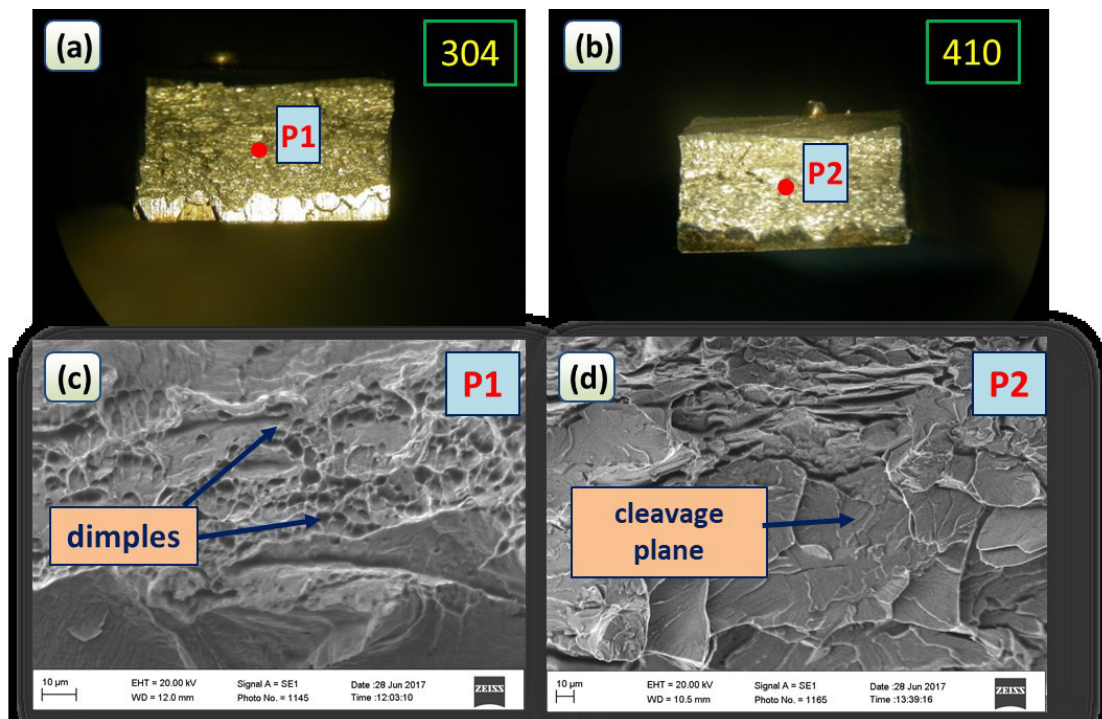 (a)
304
P1
(b)
410
P2
(c)
P1
dimples
10 µm
EHT = 20.00 kV
WD = 12.0 mm
Signal A = SE1
Photo No. = 1145
Date :28 Jun 2017
Time :12:03:10
ZEISS
(d)
P2
cleavage
plane
10 µm
EHT = 20.00 kV
WD = 10.5 mm
Signal A = SE1
Photo No. = 1165
Date :28 Jun 2017
Time :13:39:16
ZEISS